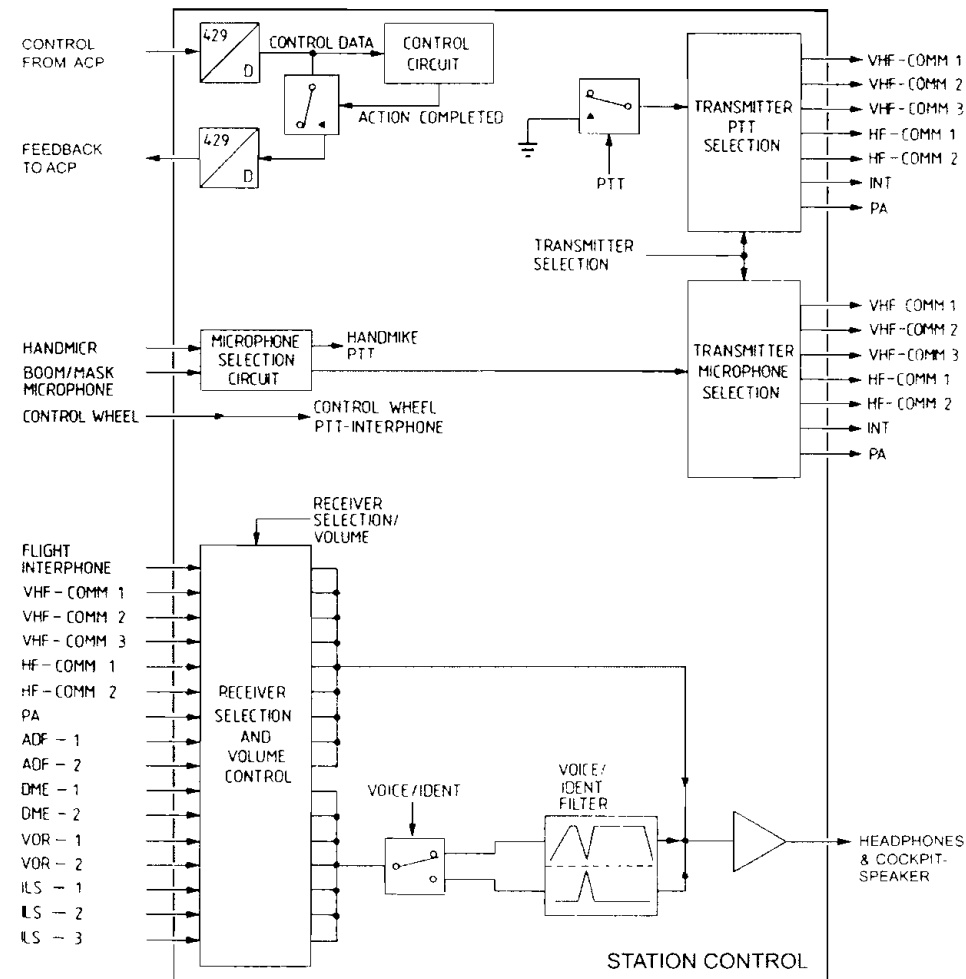 CONTROL
FROM ACP
429
D
CONTROL DATA
CONTROL
CIRCUIT
ACTION COMPLETED
FEEDBACK
TO ACP
429
D
PTT
TRANSMITTER
PTT
SELECTION
VHF-COMM 1
VHF-COMM 2
VHF-COMM 3
HF-COMM 1
HF-COMM 2
INT
PA
TRANSMITTER
SELECTION
HANDMICR
BOOM/MASK
MICROPHONE
CONTROL WHEEL
MICROPHONE
SELECTION
CIRCUIT
HANDMIKE
PTT
CONTROL WHEEL
PTT-INTERPHONE
TRANSMITTER
MICROPHONE
SELECTION
VHF COMM 1
VHF-COMM 2
VHF-COMM 3
HF-COMM 1
HF-COMM 2
INT
PA
RECEIVER
SELECTION/
VOLUME
FLIGHT
INTERPHONE
VHF-COMM 1
VHF-COMM 2
VHF-COMM 3
HF-COMM 1
HF-COMM 2
PA
ADF - 1
ADF - 2
DME - 1
DME - 2
VOR - 1
VOR - 2
ILS - 1
ILS - 2
ILS - 3
RECEIVER
SELECTION
AND
VOLUME
CONTROL
VOICE/IDENT
VOICE/
IDENT
FILTER
HEADPHONES
& COCKPIT-
SPEAKER
STATION CONTROL